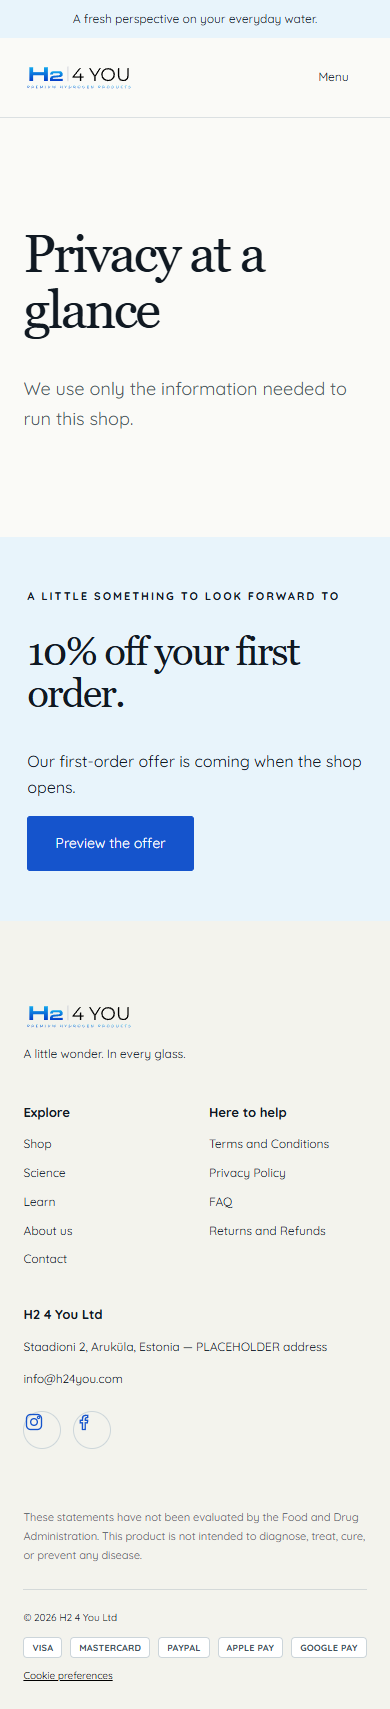 A fresh perspective on your everyday water.
H2 4 YOU
PREMIUM HYDROGEN PRODUCTS
Menu
Privacy at a
glance
We use only the information needed to
run this shop.
A LITTLE SOMETHING TO LOOK FORWARD TO
10% off your first
order.
Our first-order offer is coming when the shop
opens.
Preview the offer
H2 4 YOU
PREMIUM HYDROGEN PRODUCTS
A little wonder. In every glass.
Explore
Shop
Science
Learn
About us
Contact
Here to help
Terms and Conditions
Privacy Policy
FAQ
Returns and Refunds
H2 4 You Ltd
Staadioni 2, Aruküla, Estonia — PLACEHOLDER address
info@h24you.com
These statements have not been evaluated by the Food and Drug
Administration. This product is not intended to diagnose, treat, cure,
or prevent any disease.
© 2026 H2 4 You Ltd
VISA MASTERCARD PAYPAL APPLE PAY GOOGLE PAY
Cookie preferences